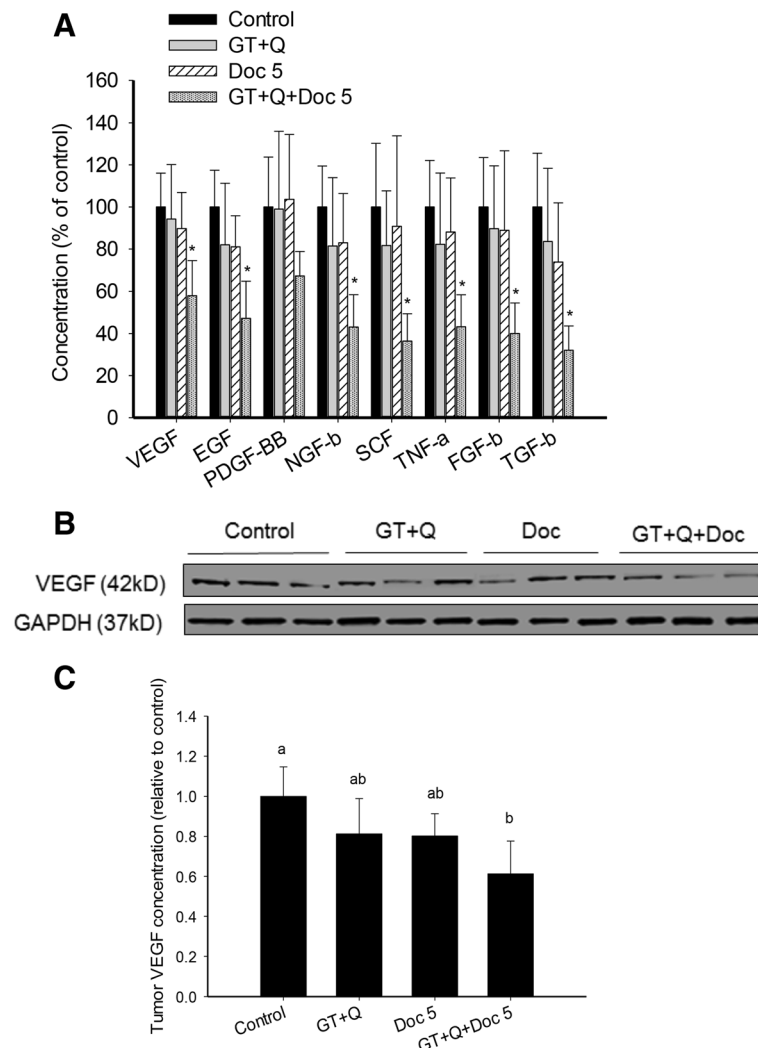 A
Control
GT+Q
Doc 5
GT+Q+Doc 5
Concentration (% of control)
160
140
120
100
80
60
40
20
0
* * * * * * *
VEGF EGF PDGF-BB NGF-b SCF TNF-a FGF-b TGF-b
B
Control GT+Q Doc GT+Q+Doc
VEGF (42kD)
GAPDH (37kD)
C
Tumor VEGF concentration (relative to control)
1.4
1.2
1.0
0.8
0.6
0.4
0.2
0.0
a ab ab b
Control GT+Q Doc 5 GT+Q+Doc 5